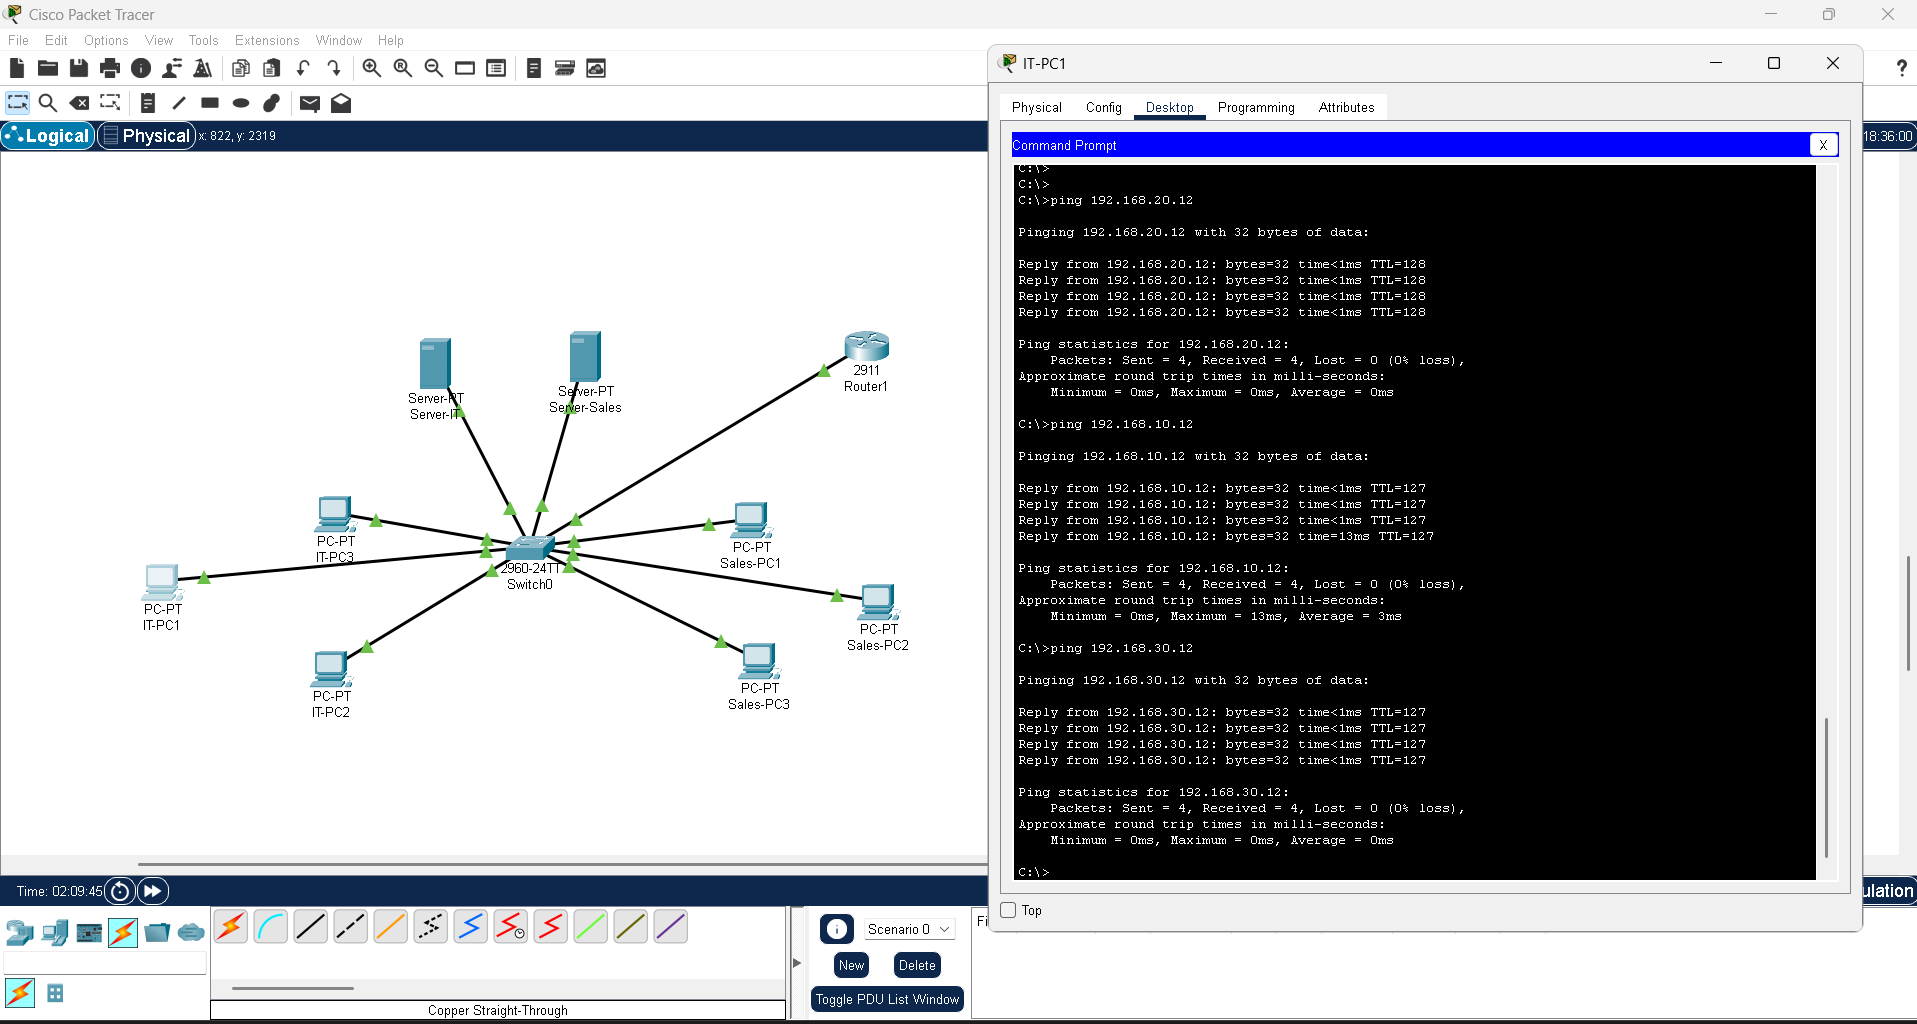 Cisco Packet Tracer
File Edit Options View Tools Extensions Window Help
?
Logical Physical x: 822, y: 2319
18:36:00
Server-PT
Server-IT
Server-PT
Server-Sales
2911
Router1
PC-PT
IT-PC3
PC-PT
IT-PC1
PC-PT
IT-PC2
2960-24TT
Switch0
PC-PT
Sales-PC1
PC-PT
Sales-PC2
PC-PT
Sales-PC3
IT-PC1
Physical Config Desktop Programming Attributes
Command Prompt X
C:\>
C:\>
C:\>ping 192.168.20.12
Pinging 192.168.20.12 with 32 bytes of data:
Reply from 192.168.20.12: bytes=32 time<1ms TTL=128
Reply from 192.168.20.12: bytes=32 time<1ms TTL=128
Reply from 192.168.20.12: bytes=32 time<1ms TTL=128
Reply from 192.168.20.12: bytes=32 time<1ms TTL=128
Ping statistics for 192.168.20.12:
Packets: Sent = 4, Received = 4, Lost = 0 (0% loss),
Approximate round trip times in milli-seconds:
Minimum = 0ms, Maximum = 0ms, Average = 0ms
C:\>ping 192.168.10.12
Pinging 192.168.10.12 with 32 bytes of data:
Reply from 192.168.10.12: bytes=32 time<1ms TTL=127
Reply from 192.168.10.12: bytes=32 time<1ms TTL=127
Reply from 192.168.10.12: bytes=32 time<1ms TTL=127
Reply from 192.168.10.12: bytes=32 time=13ms TTL=127
Ping statistics for 192.168.10.12:
Packets: Sent = 4, Received = 4, Lost = 0 (0% loss),
Approximate round trip times in milli-seconds:
Minimum = 0ms, Maximum = 13ms, Average = 3ms
C:\>ping 192.168.30.12
Pinging 192.168.30.12 with 32 bytes of data:
Reply from 192.168.30.12: bytes=32 time<1ms TTL=127
Reply from 192.168.30.12: bytes=32 time<1ms TTL=127
Reply from 192.168.30.12: bytes=32 time<1ms TTL=127
Reply from 192.168.30.12: bytes=32 time<1ms TTL=127
Ping statistics for 192.168.30.12:
Packets: Sent = 4, Received = 4, Lost = 0 (0% loss),
Approximate round trip times in milli-seconds:
Minimum = 0ms, Maximum = 0ms, Average = 0ms
C:\>
Top
Time: 02:09:45
ulation
Scenario 0
Fi
New Delete
Toggle PDU List Window
Copper Straight-Through